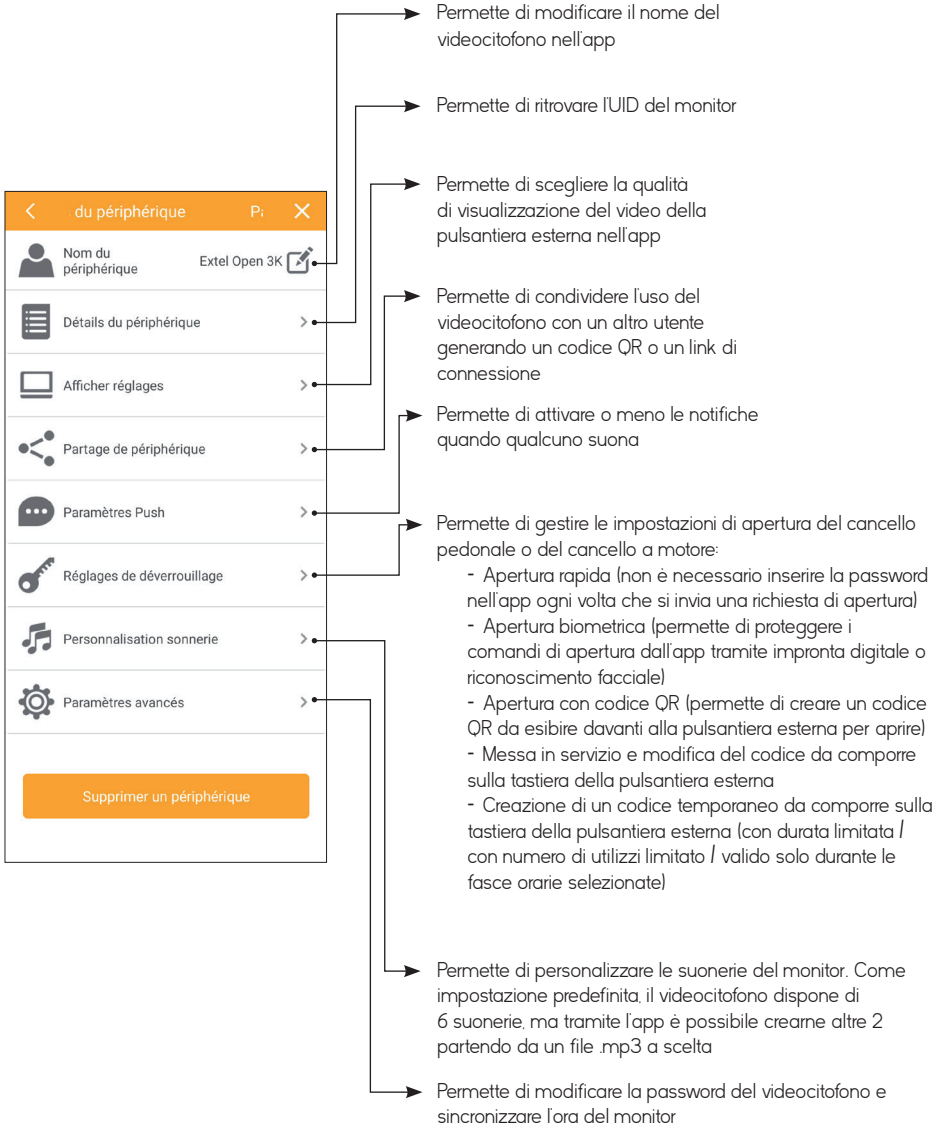 Permette di modificare il nome del
videocitofono nell'app
Permette di ritrovare l'UID del monitor
Permette di scegliere la qualità
di visualizzazione del video della
pulsantiera esterna nell'app
Permette di condividere l'uso del
videocitofono con un altro utente
generando un codice QR o un link di
connessione
Permette di attivare o meno le notifiche
quando qualcuno suona
Permette di gestire le impostazioni di apertura del cancello
pedonale o del cancello a motore:
- Apertura rapida (non è necessario inserire la password
nell'app ogni volta che si invia una richiesta di apertura)
- Apertura biometrica (permette di proteggere i
comandi di apertura dall'app tramite impronta digitale o
riconoscimento facciale)
- Apertura con codice QR (permette di creare un codice
QR da esibire davanti alla pulsantiera esterna per aprire)
- Messa in servizio e modifica del codice da comporre
sulla tastiera della pulsantiera esterna
- Creazione di un codice temporaneo da comporre sulla
tastiera della pulsantiera esterna (con durata limitata /
con numero di utilizzi limitato / valido solo durante le
fasce orarie selezionate)
Permette di personalizzare le suonerie del monitor. Come
impostazione predefinita, il videocitofono dispone di
6 suonerie, ma tramite l'app è possibile crearne altre 2
partendo da un file .mp3 a scelta
Permette di modificare la password del videocitofono e
sincronizzare l'ora del monitor
du périphérique
Nom du
périphérique
Extel Open 3K
Détails du périphérique
Afficher réglages
Partage de périphérique
Paramètres Push
Réglages de déverrouillage
Personnalisation sonnerie
Paramètres avancés
Supprimer un périphérique